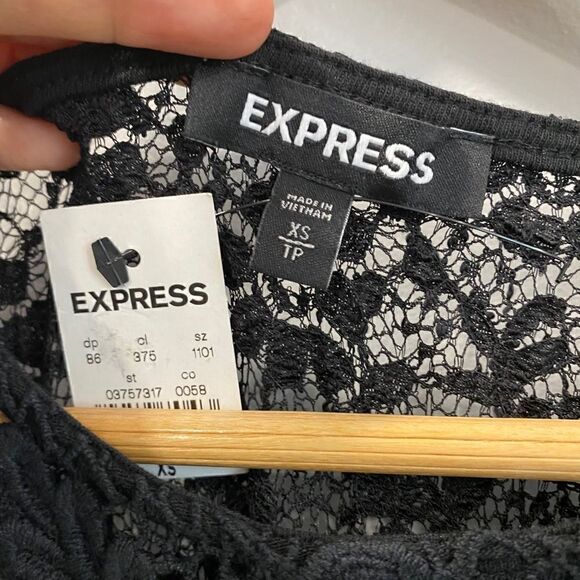 EXPRESS
MADE IN
VIETNAM
XS
TP
EXPRESS
dp cl sz
86 375 1101
st co
03757317 0058
XS